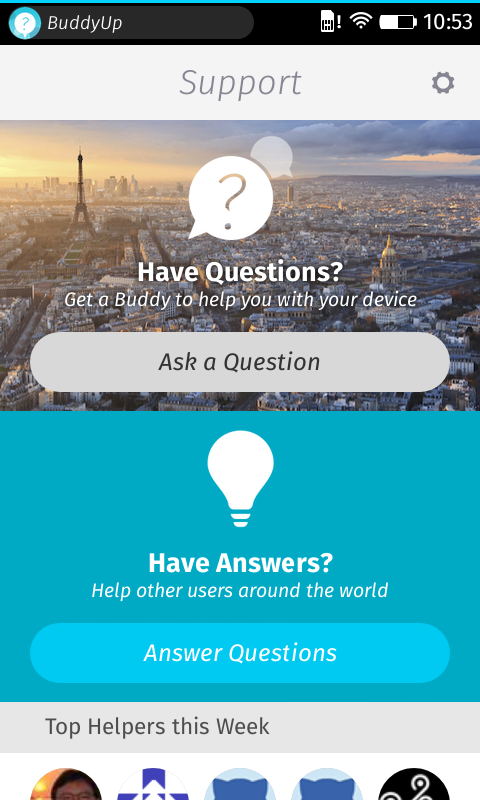 BuddyUp
10:53
Support
Have Questions?
Get a Buddy to help you with your device
Ask a Question
Have Answers?
Help other users around the world
Answer Questions
Top Helpers this Week